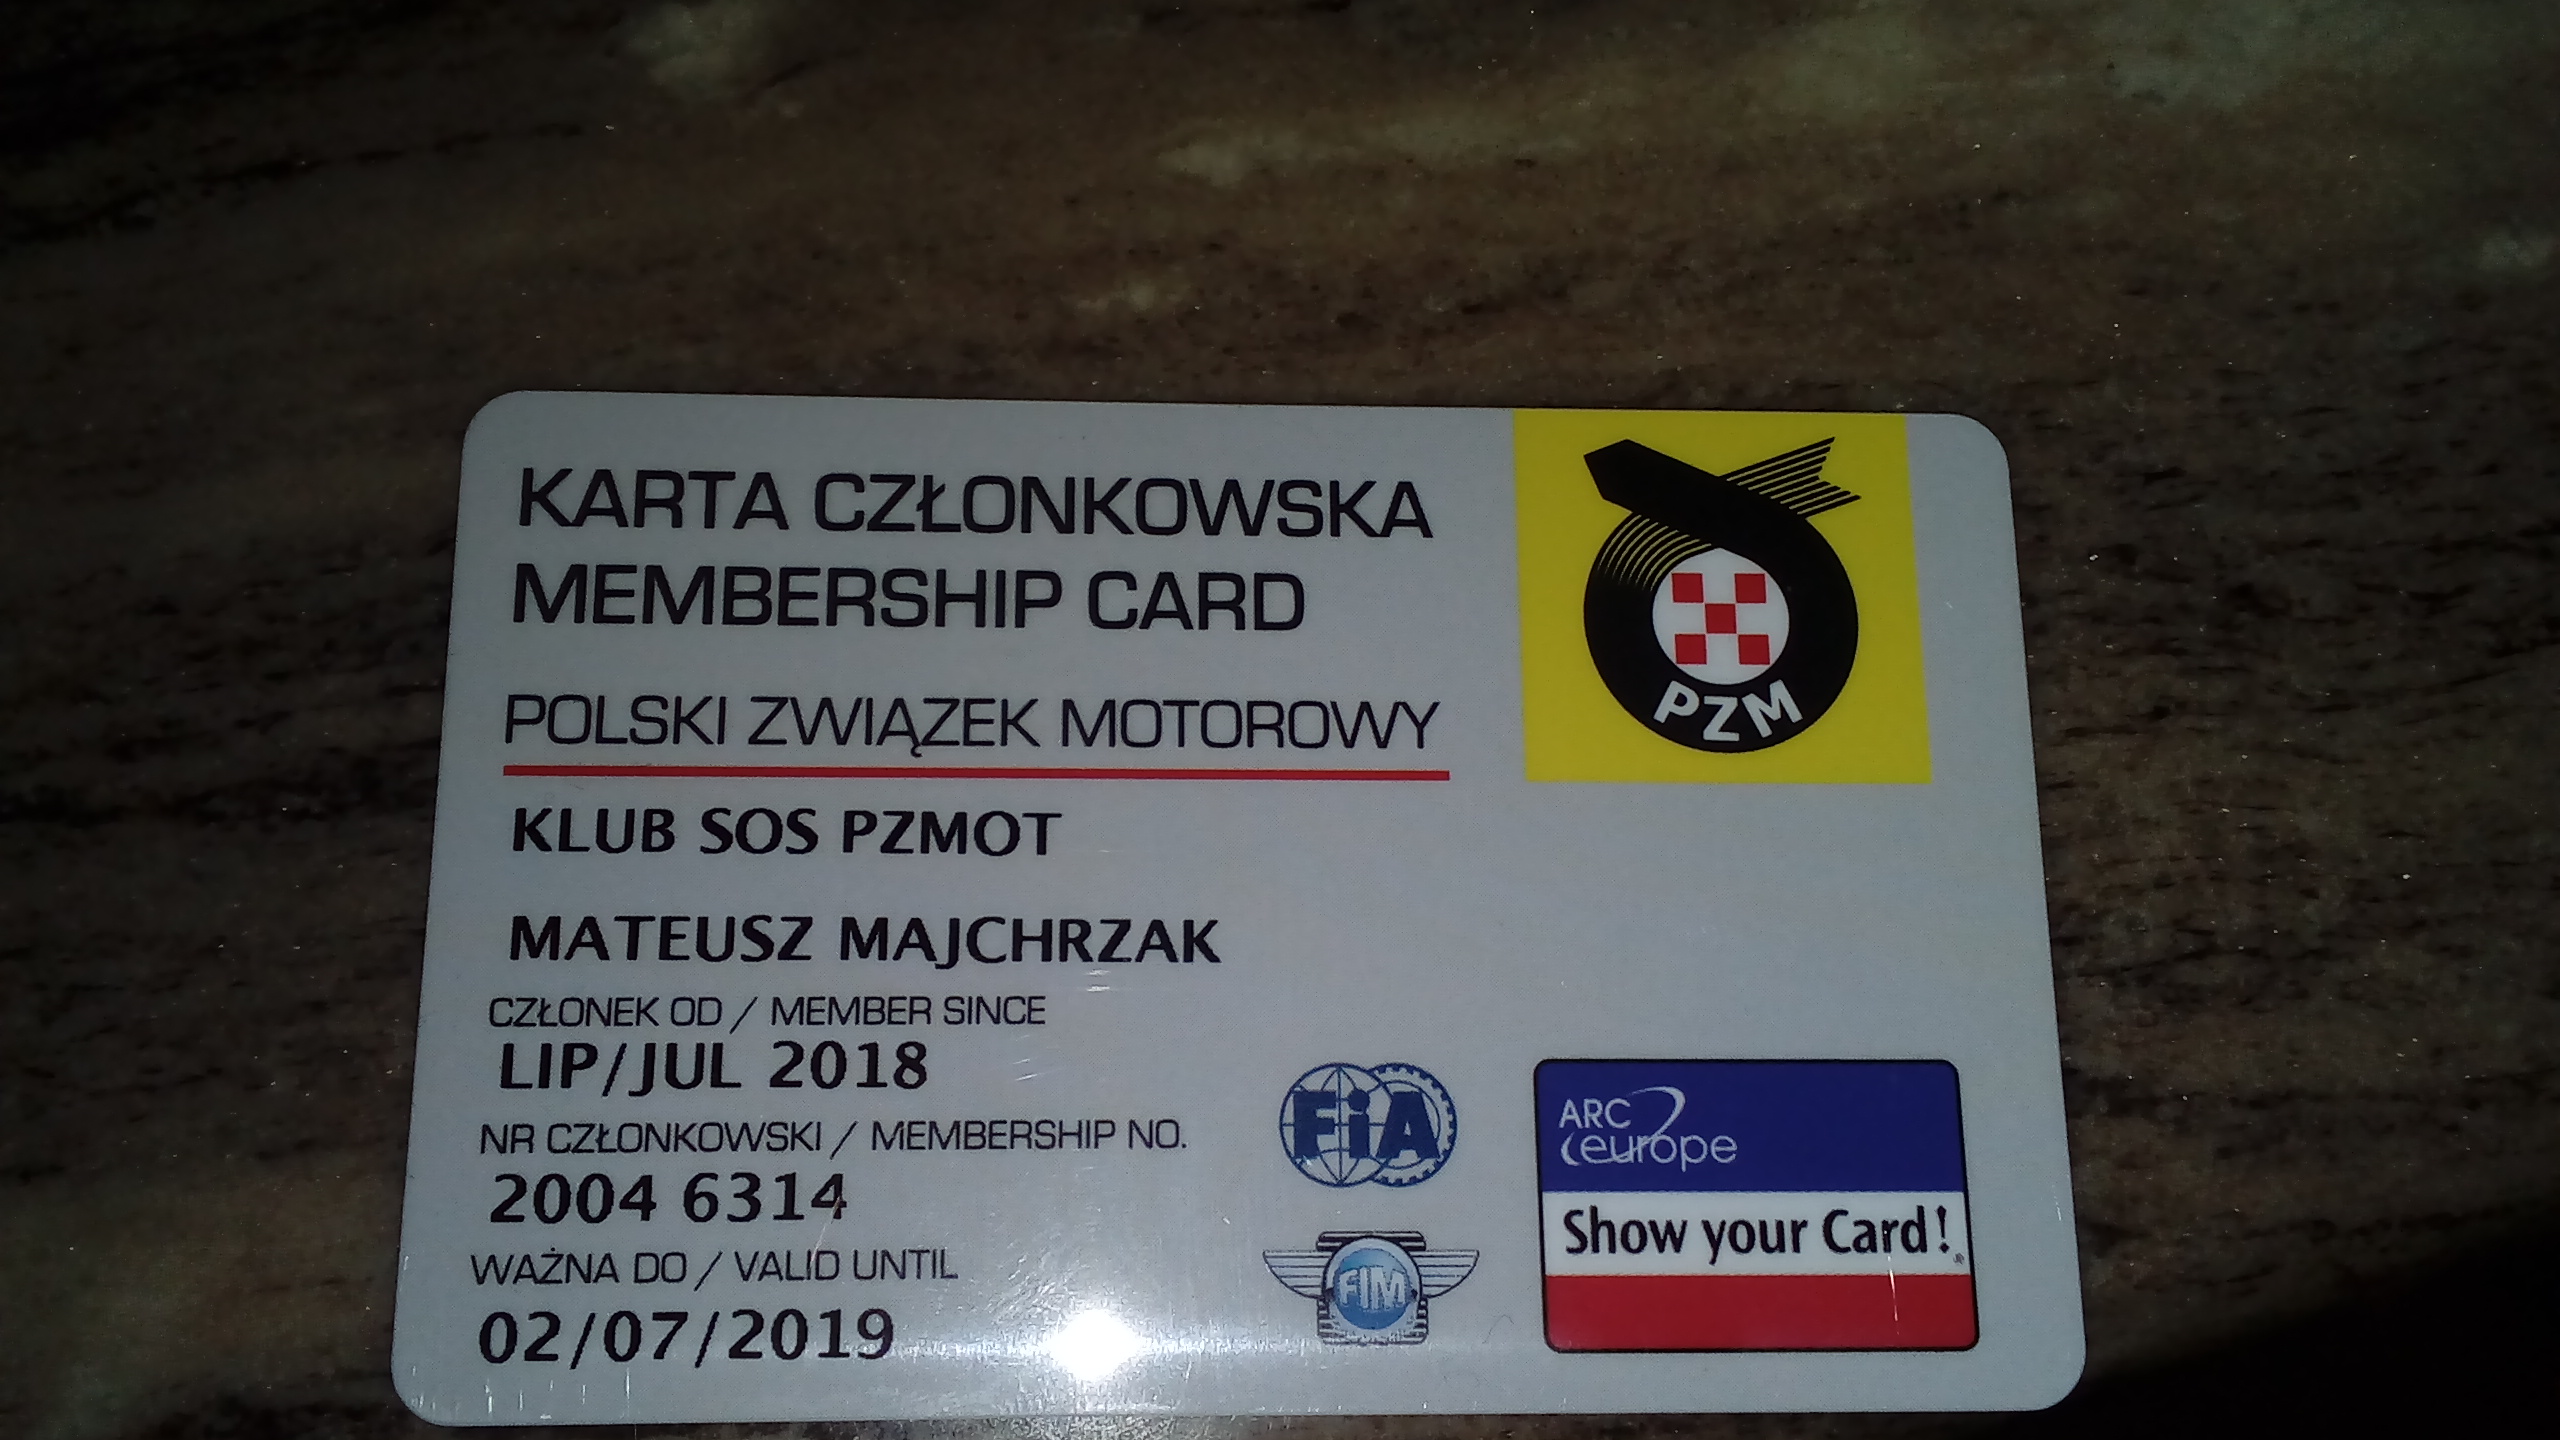 KARTA CZŁONKOWSKA
MEMBERSHIP CARD
POLSKI ZWIĄZEK MOTOROWY
PZM
KLUB SOS PZMOT
MATEUSZ MAJCHRZAK
CZŁONEK OD / MEMBER SINCE
LIP/JUL 2018
NR CZŁONKOWSKI / MEMBERSHIP NO.
2004 6314
WAŻNA DO / VALID UNTIL
02/07/2019
FiA
FIM
ARC
europe
Show your Card!